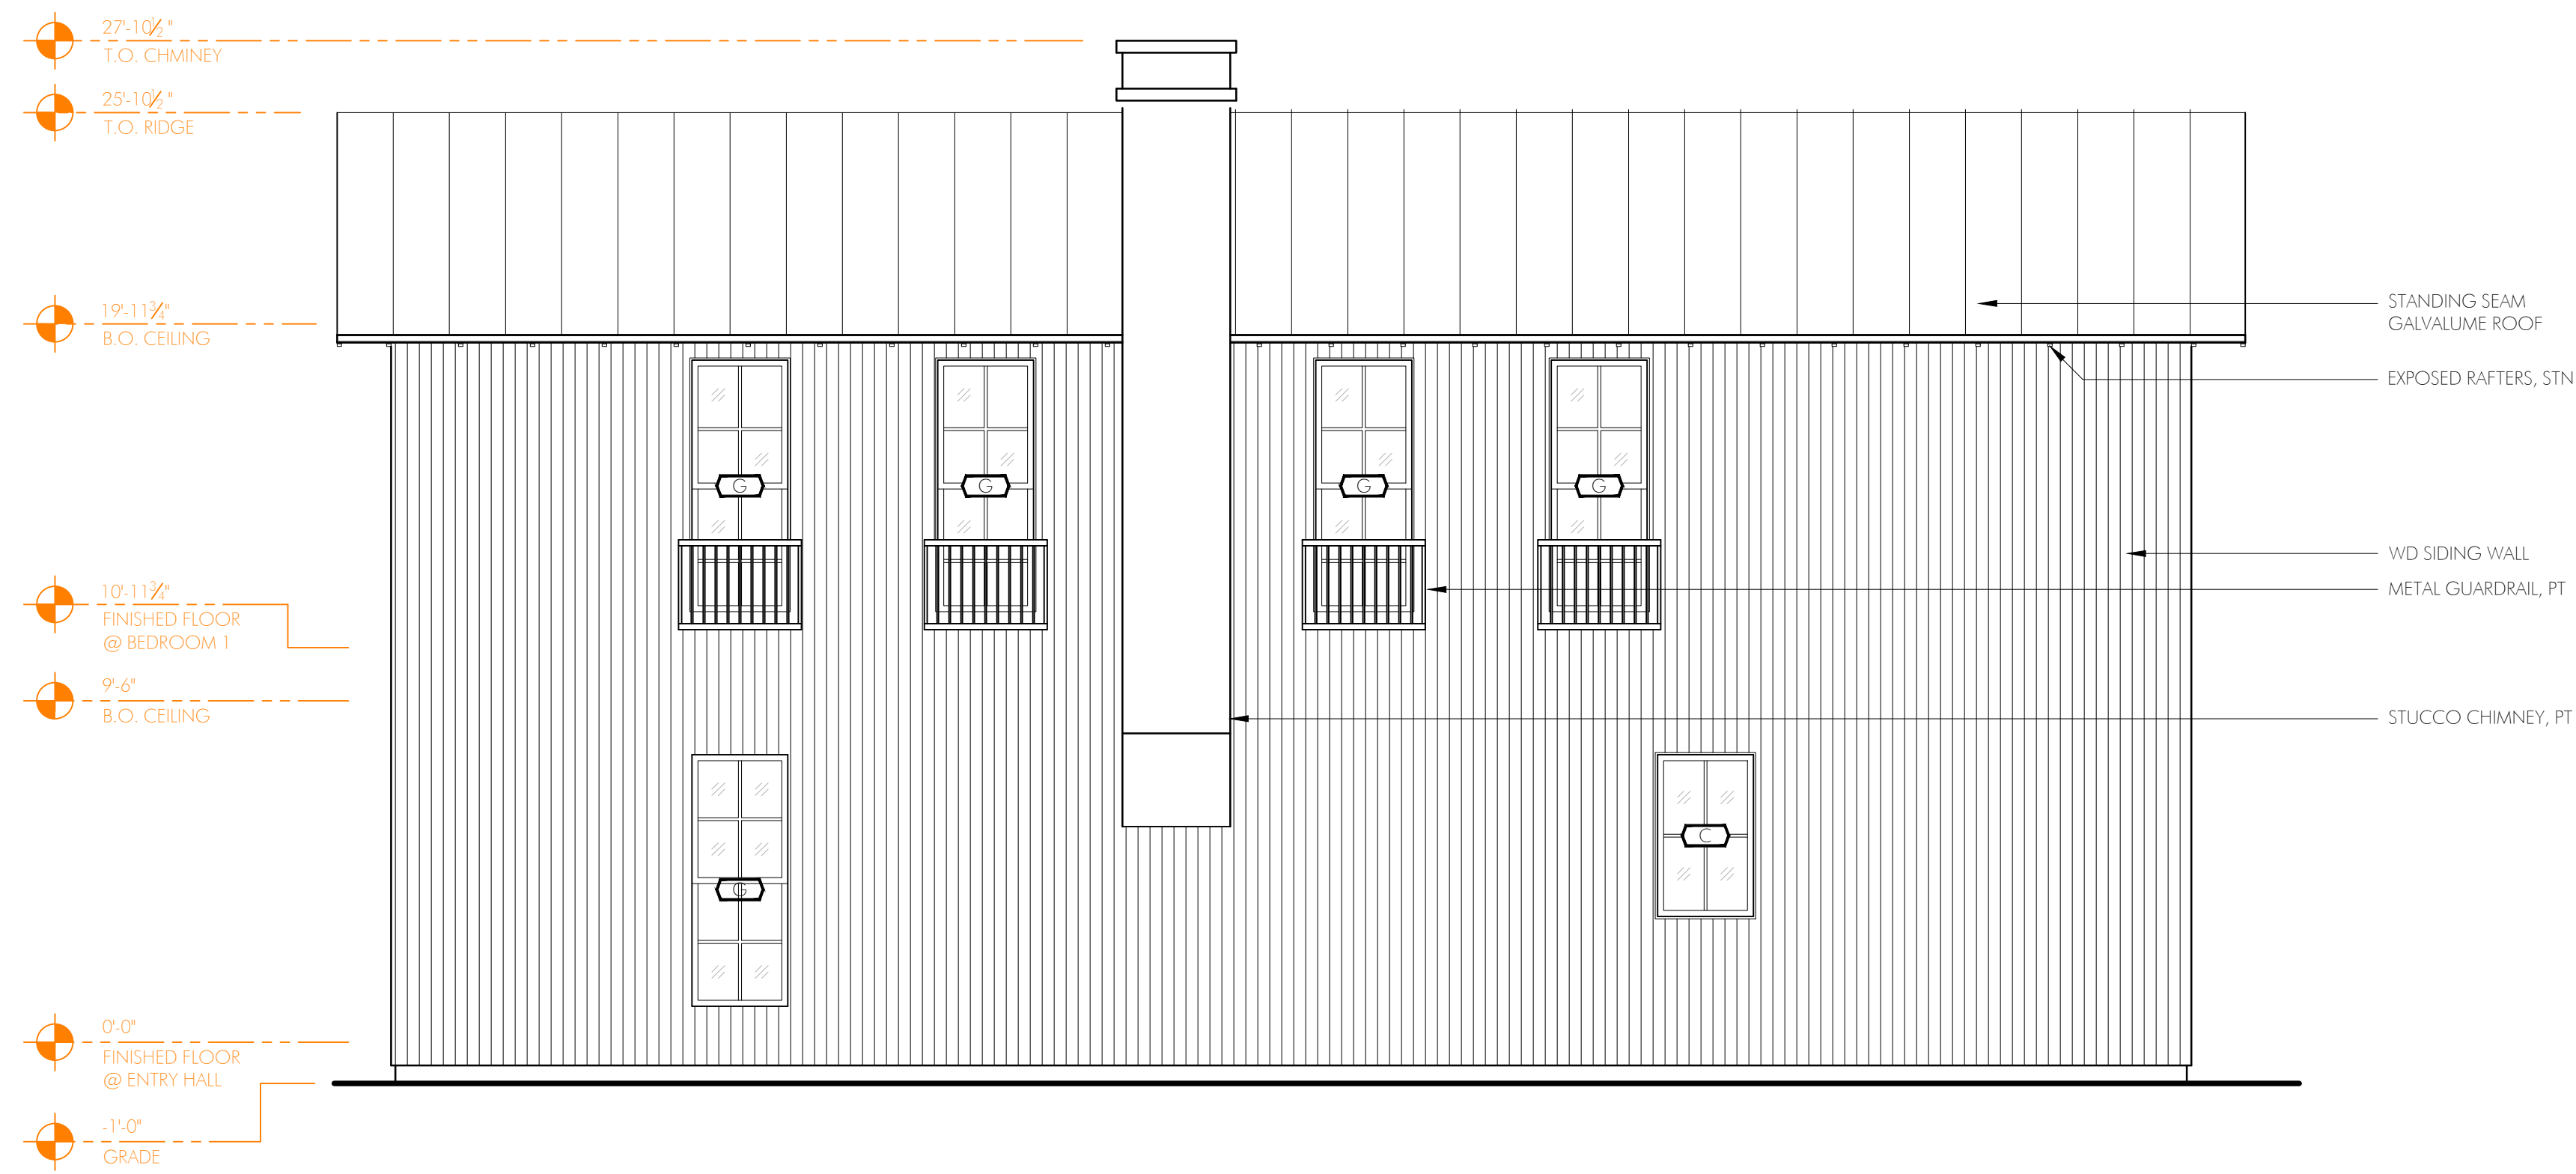 27'-10½"
T.O. CHMINEY
25'-10½"
T.O. RIDGE
19'-11¾"
B.O. CEILING
10'-11¾"
FINISHED FLOOR
@ BEDROOM 1
9'-6"
B.O. CEILING
0'-0"
FINISHED FLOOR
@ ENTRY HALL
-1'-0"
GRADE
G
G
G
G
G
C
STANDING SEAM
GALVALUME ROOF
EXPOSED RAFTERS, STN
WD SIDING WALL
METAL GUARDRAIL, PT
STUCCO CHIMNEY, PT